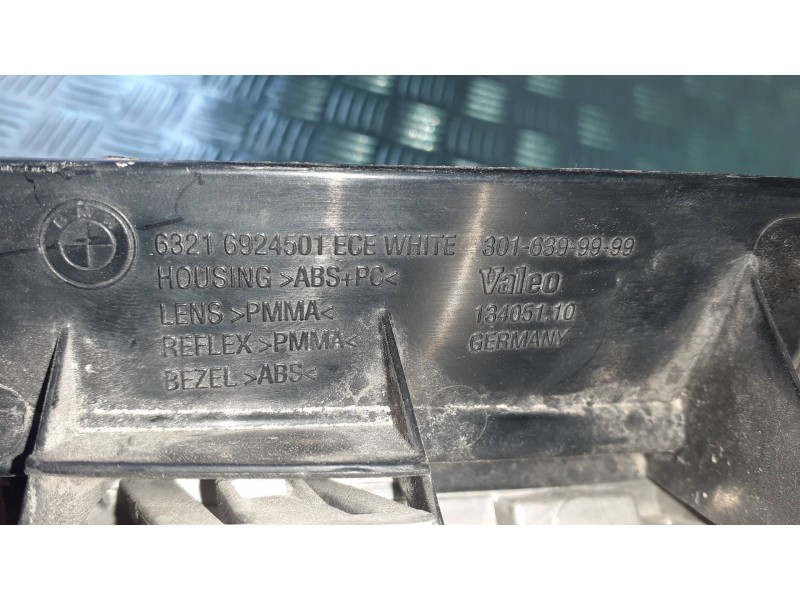 BMW
6321 6924501 ECE WHITE 301-639-99-99
HOUSING >ABS+PC< Valeo
LENS >PMMA< 134051-10
REFLEX >PMMA< GERMANY
BEZEL >ABS<